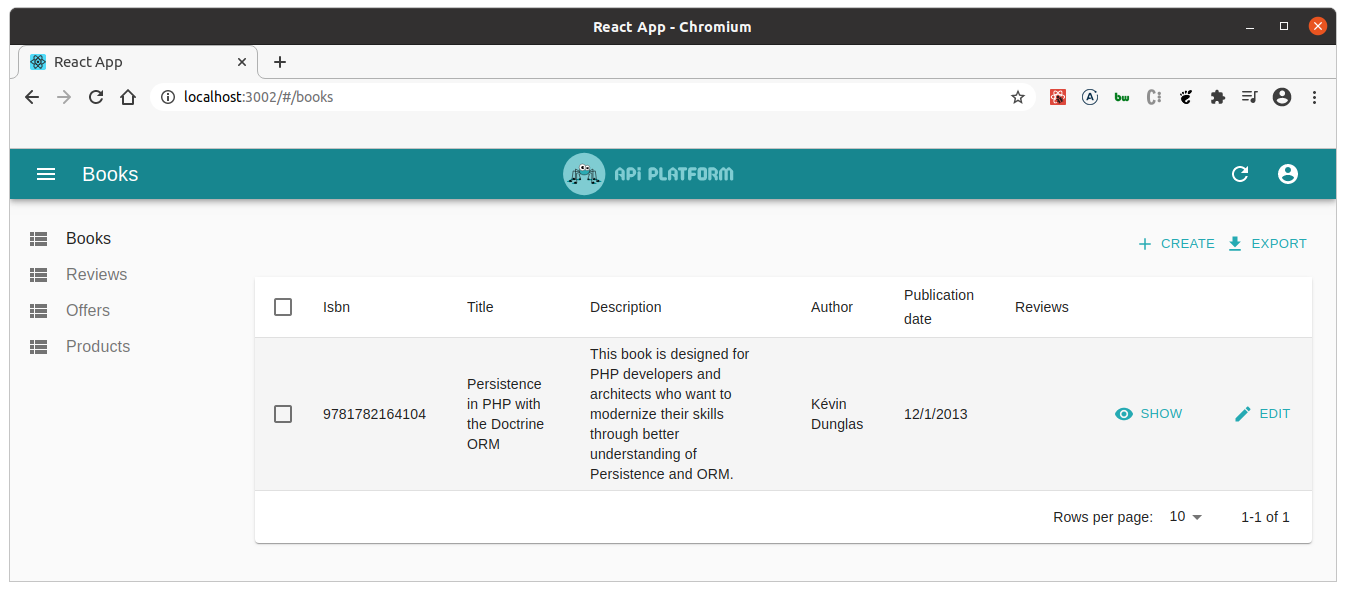 React App - Chromium
React App
localhost:3002/#/books
bw
Books
API PLATFORM
Books
Reviews
Offers
Products
CREATE
EXPORT
Isbn
Title
Description
Author
Publication
date
Reviews
9781782164104
Persistence
in PHP with
the Doctrine
ORM
This book is designed for
PHP developers and
architects who want to
modernize their skills
through better
understanding of
Persistence and ORM.
Kévin
Dunglas
12/1/2013
SHOW
EDIT
Rows per page:
10
1-1 of 1